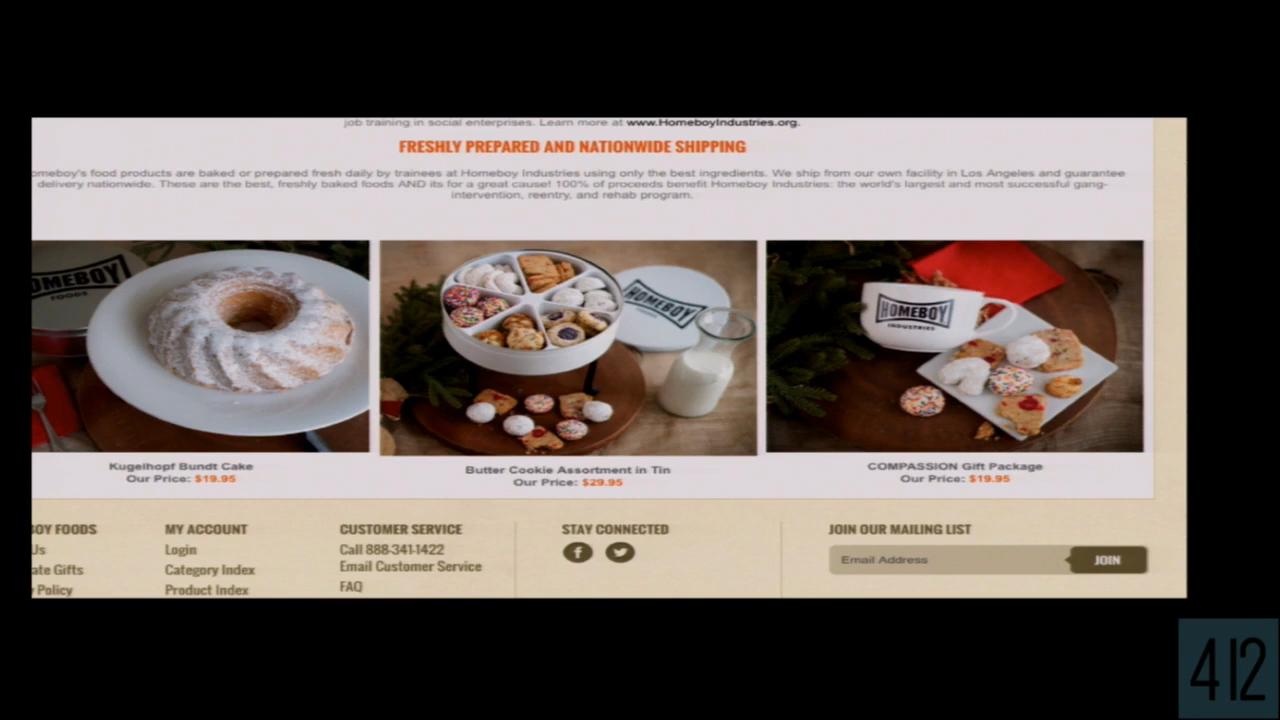 job training in social enterprises. Learn more at www.HomeboyIndustries.org.
FRESHLY PREPARED AND NATIONWIDE SHIPPING
omeboy's food products are baked or prepared fresh daily by trainees at Homeboy Industries using only the best ingredients. We ship from our own facility in Los Angeles and guarantee
delivery nationwide. These are the best, freshly baked foods AND its for a great cause! 100% of proceeds benefit Homeboy Industries: the world's largest and most successful gang-
intervention, reentry, and rehab program.
OMEBOY
FOODS
HOMEBOY
HOMEBOY
INDUSTRIES
Kugelhopf Bundt Cake
Our Price: $19.95
Butter Cookie Assortment in Tin
Our Price: $29.95
COMPASSION Gift Package
Our Price: $19.95
BOY FOODS
Us
ate Gifts
Policy
MY ACCOUNT
Login
Category Index
Product Index
CUSTOMER SERVICE
Call 888-341-1422
Email Customer Service
FAQ
STAY CONNECTED
JOIN OUR MAILING LIST
Email Address
JOIN
412